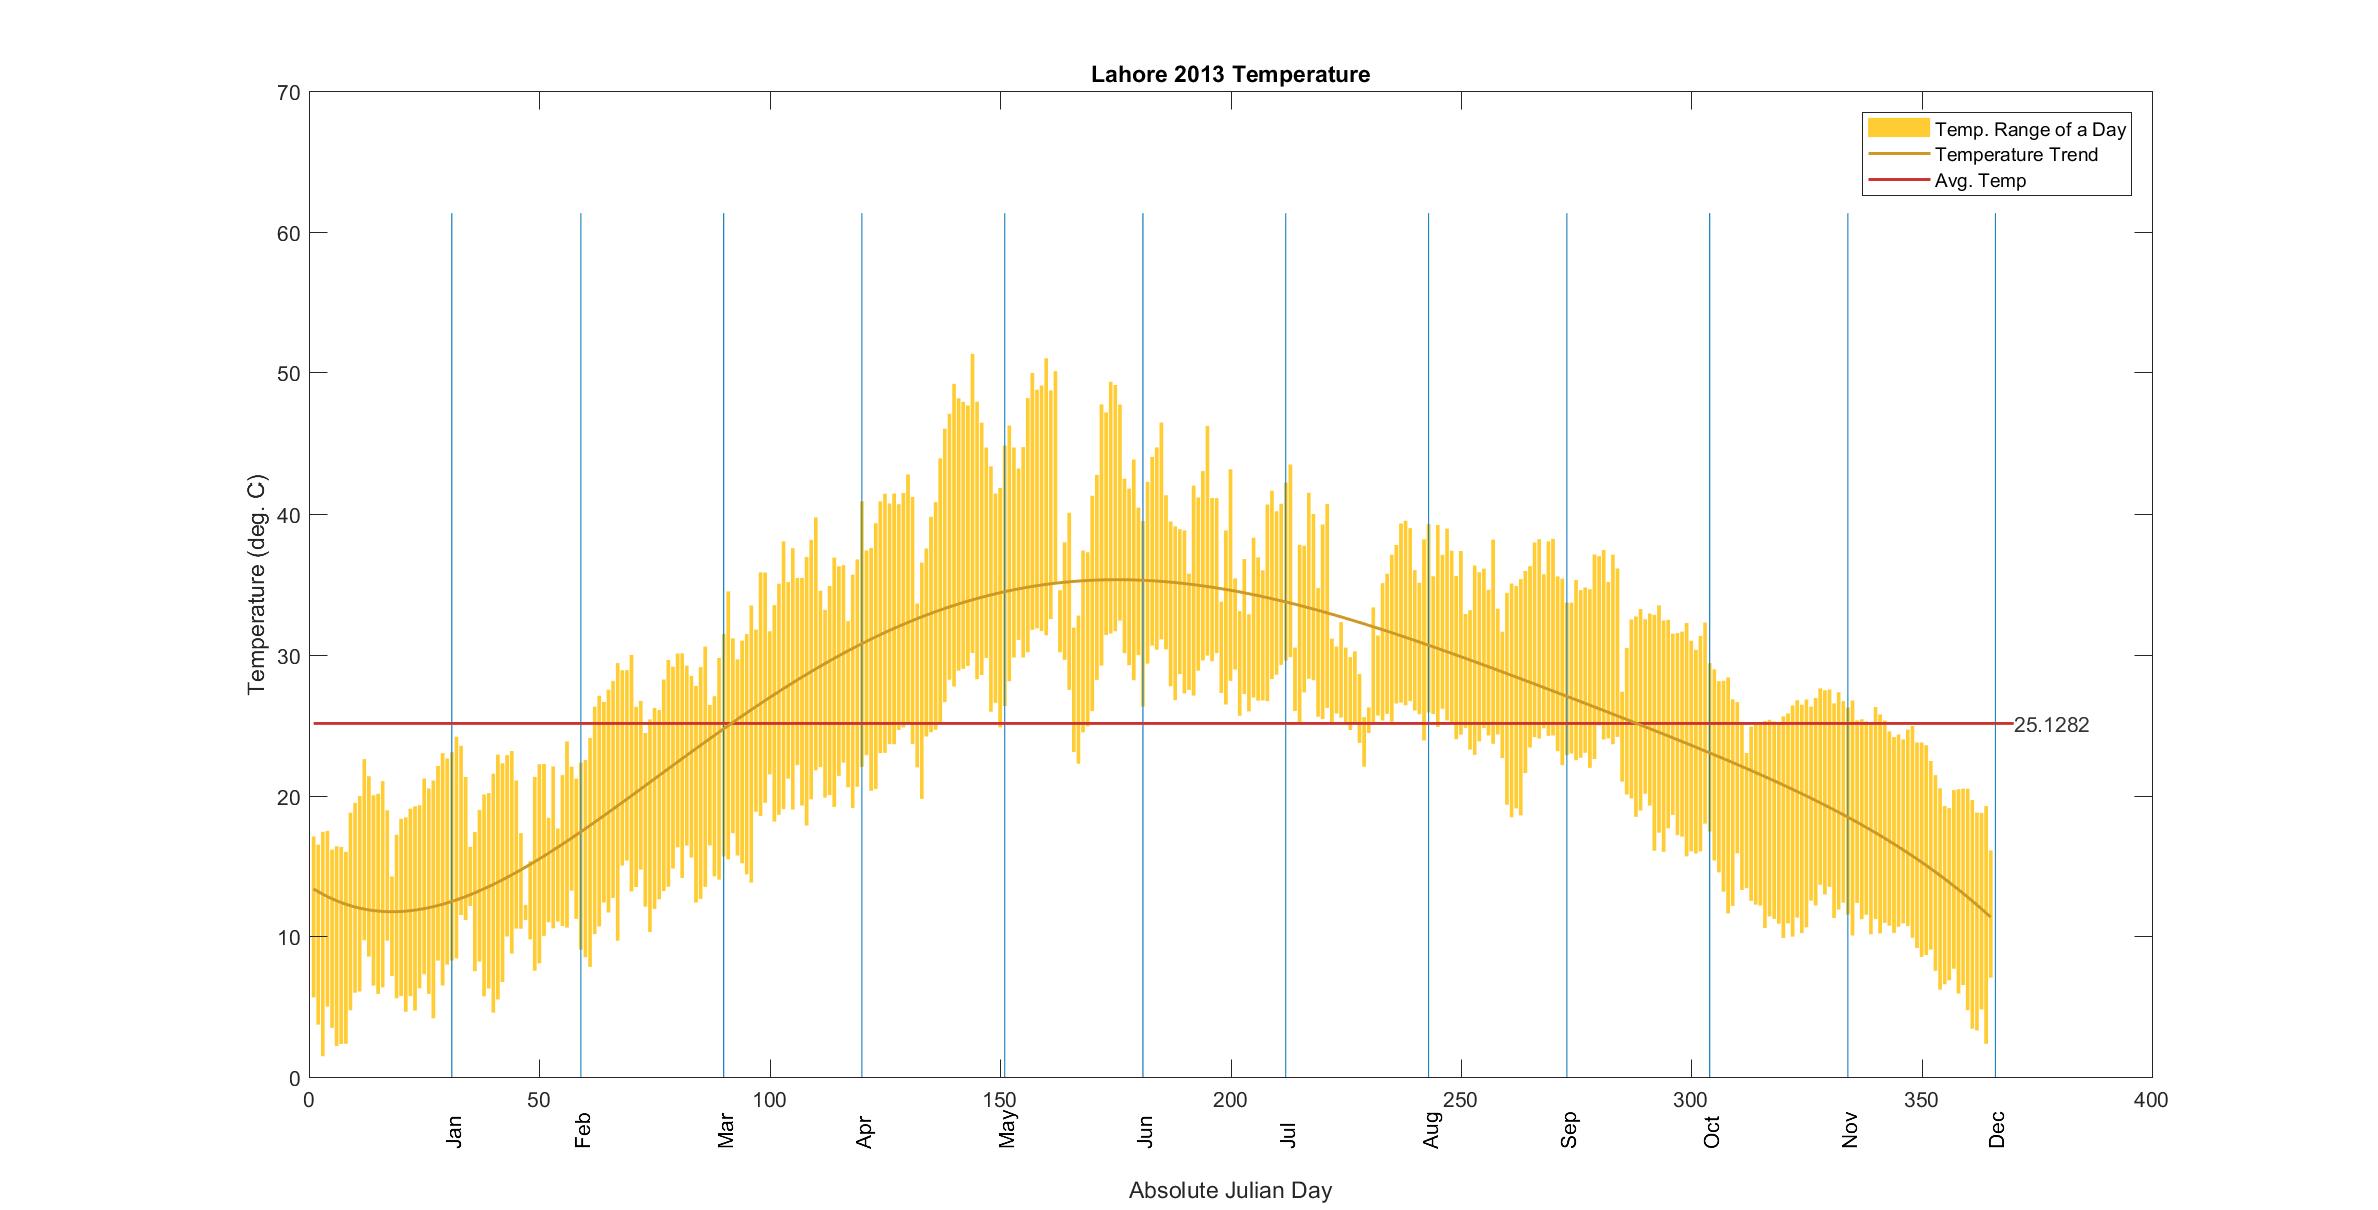 Lahore 2013 Temperature
70
60
50
40
30
20
10
0
Temperature (deg. C)
Temp. Range of a Day
Temperature Trend
Avg. Temp
25.1282
0 50 100 150 200 250 300 350 400
Jan Feb Mar Apr May Jun Jul Aug Sep Oct Nov Dec
Absolute Julian Day